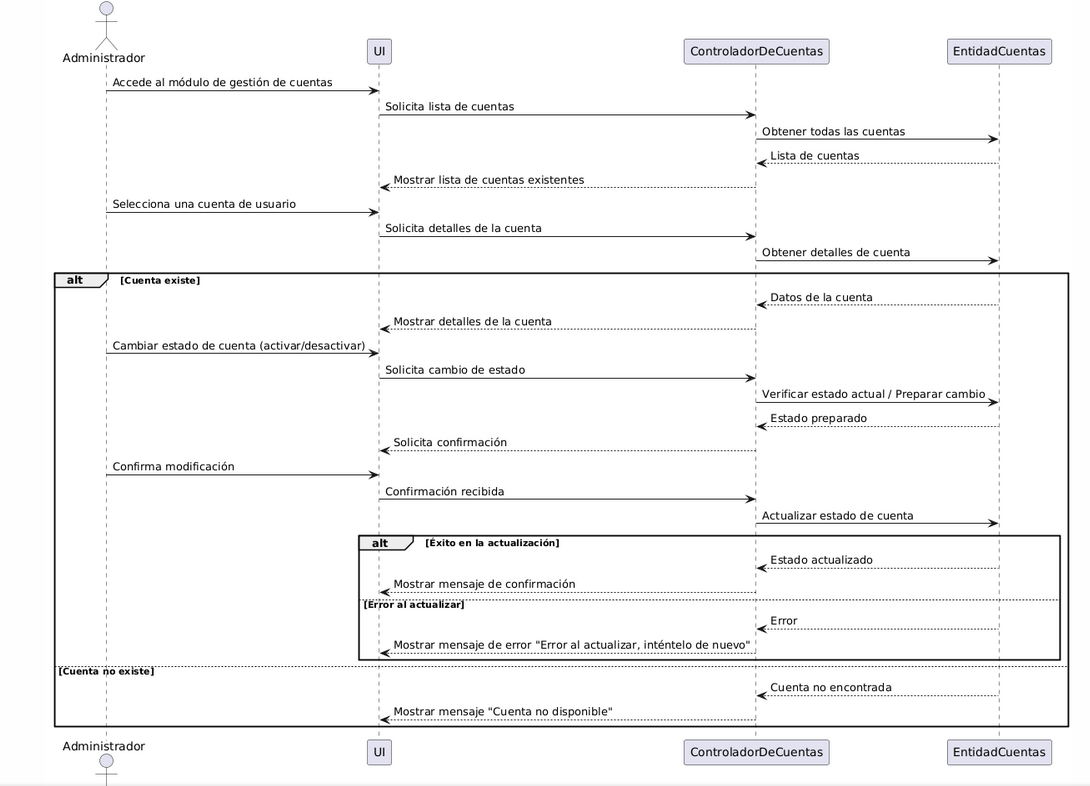 Administrador
UI
ControladorDeCuentas
EntidadCuentas
Accede al módulo de gestión de cuentas
Solicita lista de cuentas
Obtener todas las cuentas
Lista de cuentas
Mostrar lista de cuentas existentes
Selecciona una cuenta de usuario
Solicita detalles de la cuenta
Obtener detalles de cuenta
alt
[Cuenta existe]
Datos de la cuenta
Mostrar detalles de la cuenta
Cambiar estado de cuenta (activar/desactivar)
Solicita cambio de estado
Verificar estado actual / Preparar cambio
Estado preparado
Solicita confirmación
Confirma modificación
Confirmación recibida
Actualizar estado de cuenta
alt
[Éxito en la actualización]
Estado actualizado
Mostrar mensaje de confirmación
[Error al actualizar]
Error
Mostrar mensaje de error "Error al actualizar, inténtelo de nuevo"
[Cuenta no existe]
Cuenta no encontrada
Mostrar mensaje "Cuenta no disponible"
Administrador
UI
ControladorDeCuentas
EntidadCuentas